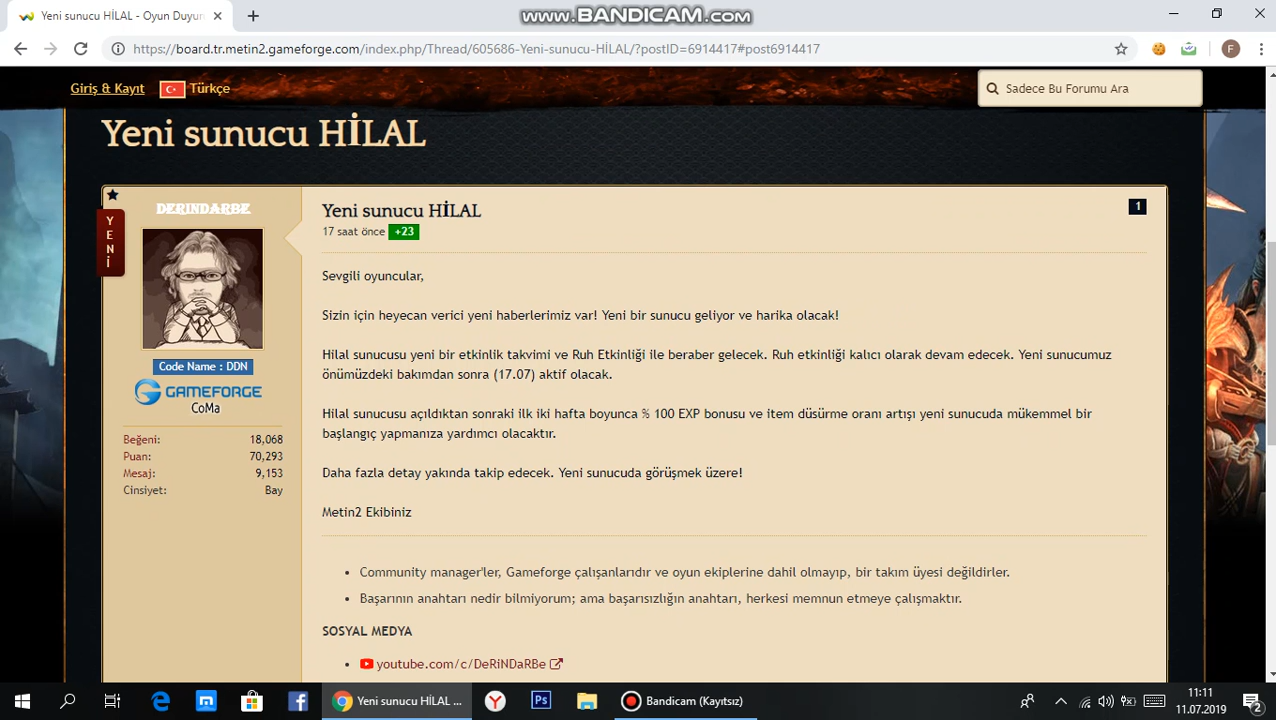 Yeni sunucu HİLAL - Oyun Duyuru
www.BANDICAM.com
https://board.tr.metin2.gameforge.com/index.php/Thread/605686-Yeni-sunucu-HİLAL/?postID=6914417#post6914417
F
Giriş & Kayıt
Türkçe
Sadece Bu Forumu Ara
Yeni sunucu HİLAL
YENİ
DERINDARBE
Code Name : DDN
GAMEFORGE
CoMa
Beğeni: 18,068
Puan: 70,293
Mesaj: 9,153
Cinsiyet: Bay
Yeni sunucu HİLAL
1
17 saat önce +23
Sevgili oyuncular,
Sizin için heyecan verici yeni haberlerimiz var! Yeni bir sunucu geliyor ve harika olacak!
Hilal sunucusu yeni bir etkinlik takvimi ve Ruh Etkinliği ile beraber gelecek. Ruh etkinliği kalıcı olarak devam edecek. Yeni sunucumuz
önümüzdeki bakımdan sonra (17.07) aktif olacak.
Hilal sunucusu açıldıktan sonraki ilk iki hafta boyunca % 100 EXP bonusu ve item düsürme oranı artışı yeni sunucuda mükemmel bir
başlangıç yapmanıza yardımcı olacaktır.
Daha fazla detay yakında takip edecek. Yeni sunucuda görüşmek üzere!
Metin2 Ekibiniz
• Community manager'ler, Gameforge çalışanlarıdır ve oyun ekiplerine dahil olmayıp, bir takım üyesi değildirler.
• Başarının anahtarı nedir bilmiyorum; ama başarısızlığın anahtarı, herkesi memnun etmeye çalışmaktır.
SOSYAL MEDYA
• youtube.com/c/DeRiNDaRBe
Yeni sunucu HİLAL ...
Ps
Bandicam (Kayıtsız)
11:11
11.07.2019
2